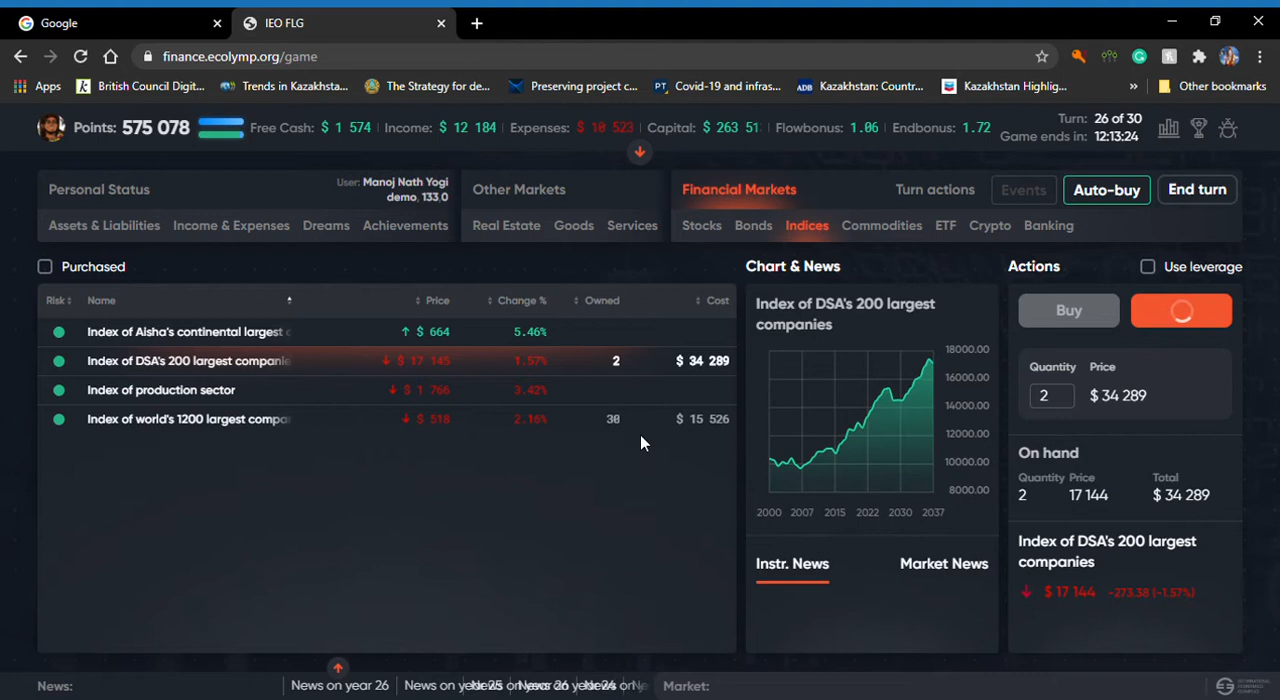 Google
IEO FLG
finance.ecolymp.org/game
Apps British Council Digit... Trends in Kazakhsta... The Strategy for de... Preserving project c... PT Covid-19 and infras... ADB Kazakhstan: Countr... Kazakhstan Highlig... » Other bookmarks
Points: 575 078 Free Cash: $ 1 574 Income: $ 12 184 Expenses: $ 10 523 Capital: $ 263 51 Flowbonus: 1.06 Endbonus: 1.72 Turn: 26 of 30
Game ends in: 12:13:24
Personal Status User: Manoj Nath Yogi
demo, 133,0
Other Markets Financial Markets Turn actions Events Auto-buy End turn
Assets & Liabilities Income & Expenses Dreams Achievements Real Estate Goods Services Stocks Bonds Indices Commodities ETF Crypto Banking
Purchased Chart & News Actions Use leverage
Risk Name Price Change % Owned Cost
Index of Aisha's continental largest $ 664 5.46%
Index of DSA's 200 largest companie $ 17 145 1.57% 2 $ 34 289
Index of production sector $ 1 766 3.42%
Index of world's 1200 largest compa $ 518 2.16% 30 $ 15 526
Index of DSA's 200 largest
companies
18000.00
16000.00
14000.00
12000.00
10000.00
8000.00
2000 2007 2015 2022 2030 2037
Instr. News Market News
Buy
Quantity Price
2 $ 34 289
On hand
Quantity Price Total
2 17 144 $ 34 289
Index of DSA's 200 largest
companies
$ 17 144 -273.38 (-1.57%)
News: News on year 26 Market:
INTERNATIONAL
ECONOMICS
OLYMPIAD